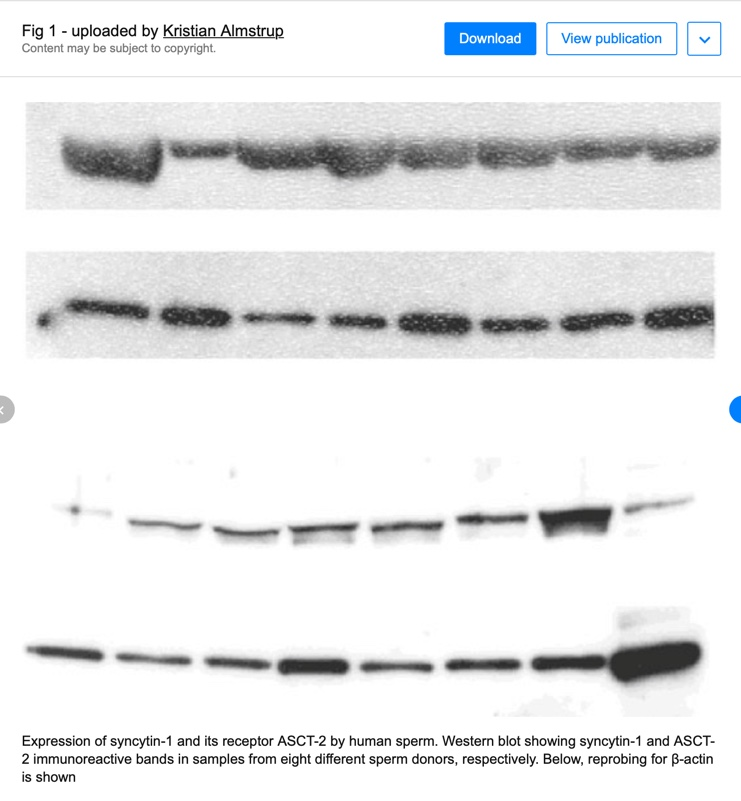 Fig 1 - uploaded by Kristian Almstrup
Content may be subject to copyright.
Download
View publication
Expression of syncytin-1 and its receptor ASCT-2 by human sperm. Western blot showing syncytin-1 and ASCT-
2 immunoreactive bands in samples from eight different sperm donors, respectively. Below, reprobing for β-actin
is shown